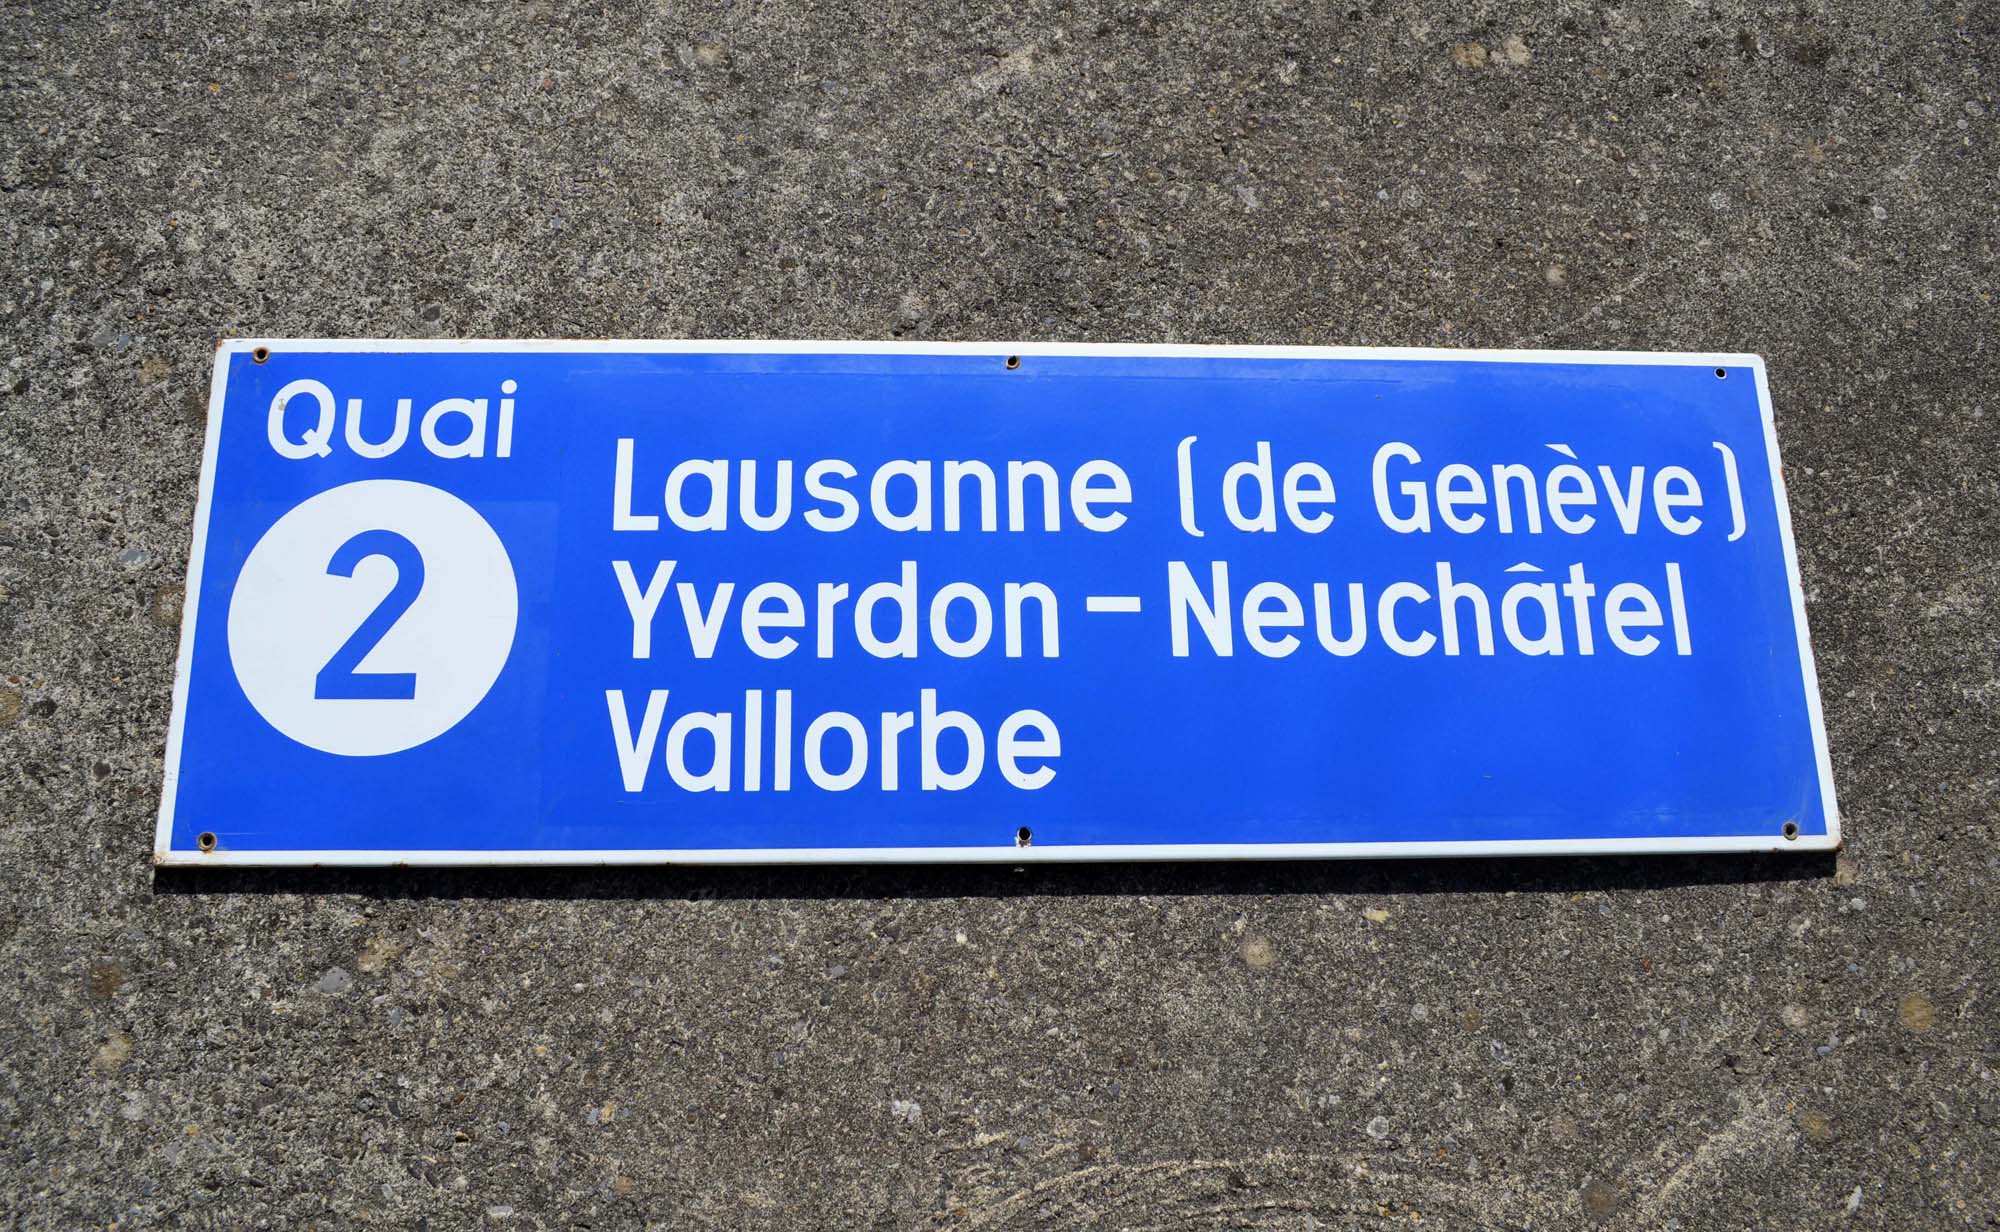 Quai
2
Lausanne (de Genève)
Yverdon – Neuchâtel
Vallorbe